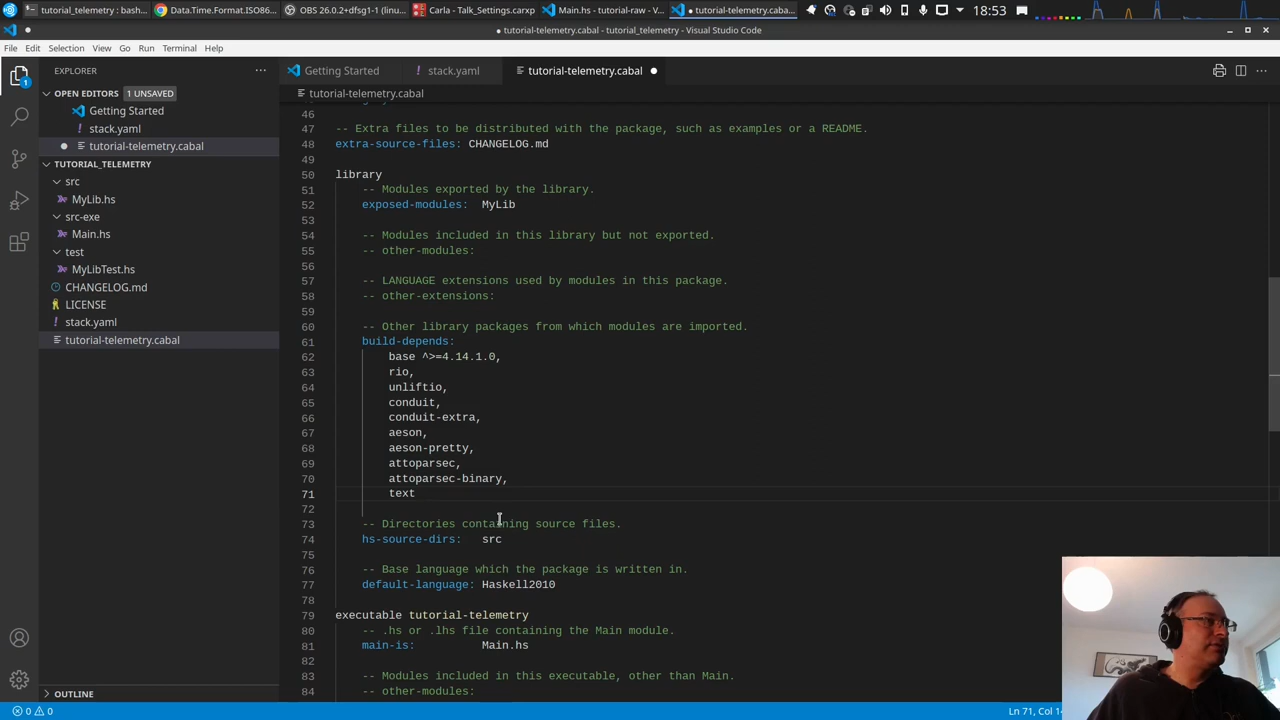 tutorial_telemetry : bash...
Data.Time.Format.ISO86...
OBS 26.0.2+dfsg1-1 (linu...
Carla - Talk_Settings.carxp
Main.hs - tutorial-raw - V...
● tutorial-telemetry.caba...
18:53
● tutorial-telemetry.cabal - tutorial_telemetry - Visual Studio Code
File Edit Selection View Go Run Terminal Help
EXPLORER
Getting Started
stack.yaml
tutorial-telemetry.cabal
OPEN EDITORS 1 UNSAVED
tutorial-telemetry.cabal
Getting Started
stack.yaml
tutorial-telemetry.cabal
TUTORIAL_TELEMETRY
src
MyLib.hs
src-exe
Main.hs
test
MyLibTest.hs
CHANGELOG.md
LICENSE
stack.yaml
tutorial-telemetry.cabal
OUTLINE
46
47 -- Extra files to be distributed with the package, such as examples or a README.
48 extra-source-files: CHANGELOG.md
49
50 library
51 -- Modules exported by the library.
52 exposed-modules: MyLib
53
54 -- Modules included in this library but not exported.
55 -- other-modules:
56
57 -- LANGUAGE extensions used by modules in this package.
58 -- other-extensions:
59
60 -- Other library packages from which modules are imported.
61 build-depends:
62 base ^>=4.14.1.0,
63 rio,
64 unliftio,
65 conduit,
66 conduit-extra,
67 aeson,
68 aeson-pretty,
69 attoparsec,
70 attoparsec-binary,
71 text
72
73 -- Directories containing source files.
74 hs-source-dirs: src
75
76 -- Base language which the package is written in.
77 default-language: Haskell2010
78
79 executable tutorial-telemetry
80 -- .hs or .lhs file containing the Main module.
81 main-is: Main.hs
82
83 -- Modules included in this executable, other than Main.
84 -- other-modules:
0 0
Ln 71, Col 1